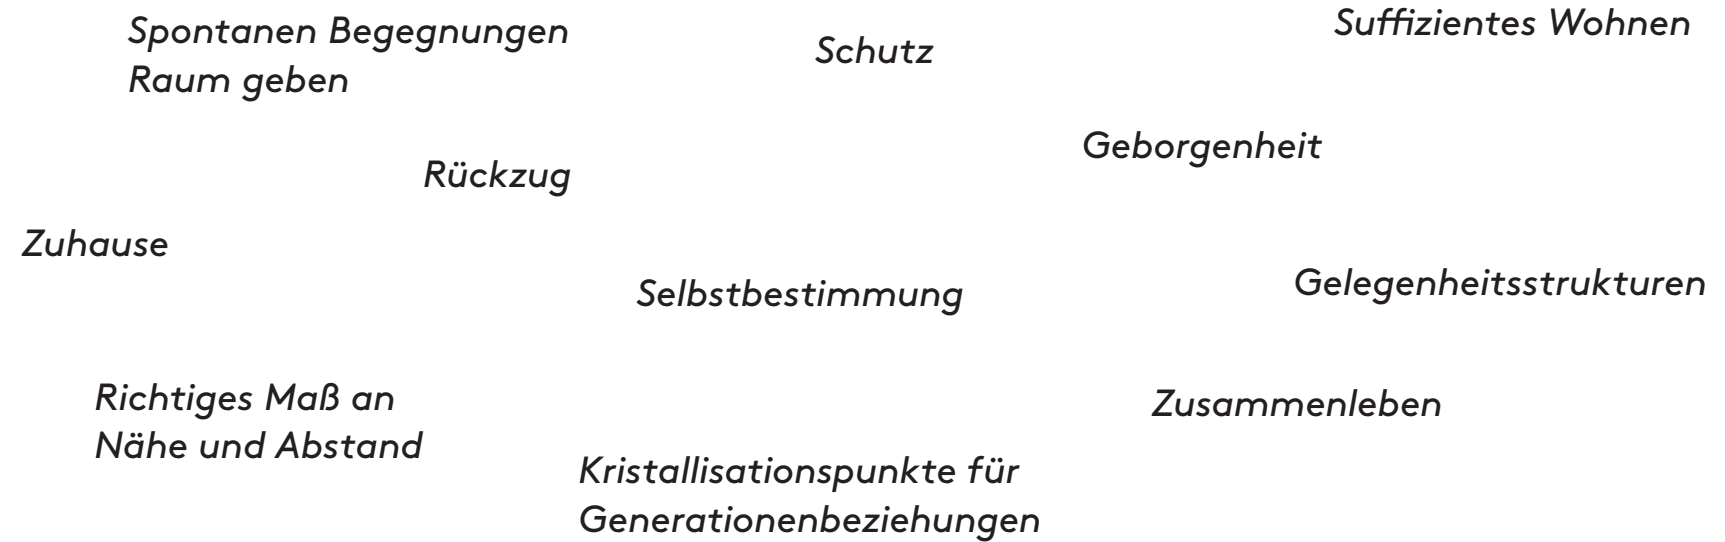 Spontanen Begegnungen
Raum geben
Schutz
Suffizientes Wohnen
Rückzug
Geborgenheit
Zuhause
Selbstbestimmung
Gelegenheitsstrukturen
Richtiges Maß an
Nähe und Abstand
Zusammenleben
Kristallisationspunkte für
Generationenbeziehungen